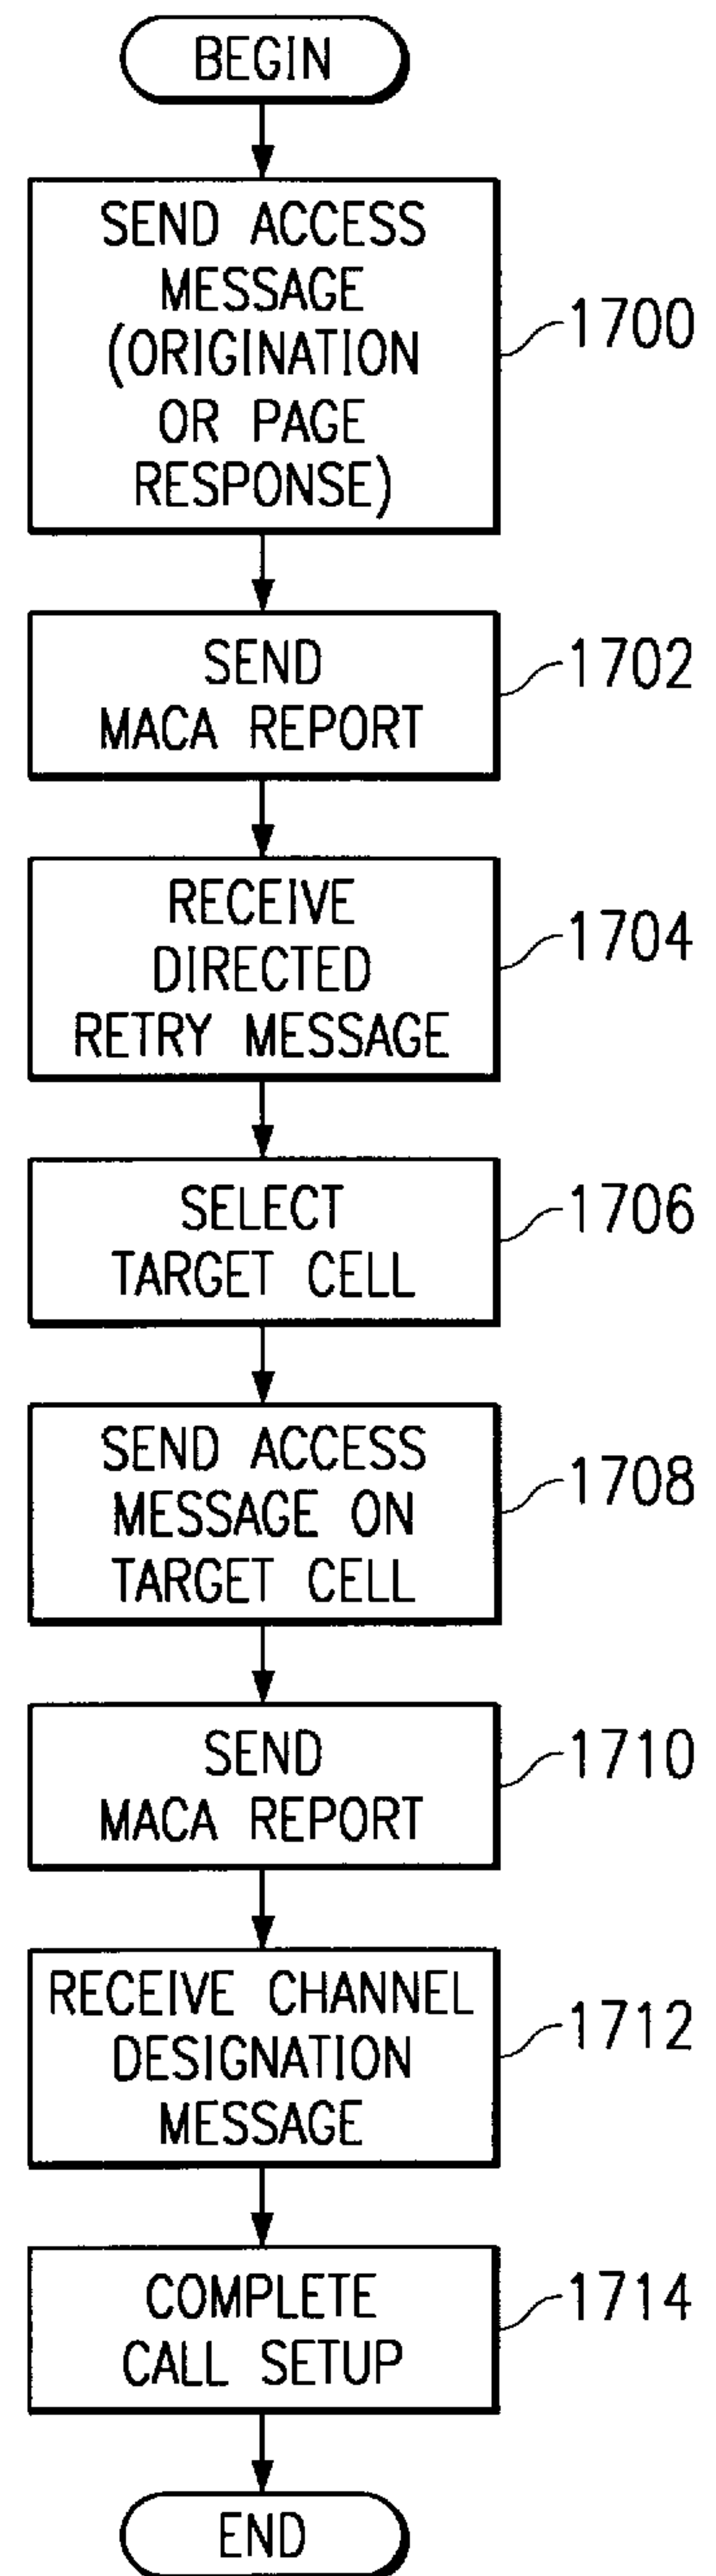 BEGIN
SEND ACCESS
MESSAGE
(ORIGINATION
OR PAGE
RESPONSE)
1700
SEND
MACA REPORT
1702
RECEIVE
DIRECTED
RETRY MESSAGE
1704
SELECT
TARGET CELL
1706
SEND ACCESS
MESSAGE ON
TARGET CELL
1708
SEND
MACA REPORT
1710
RECEIVE CHANNEL
DESIGNATION
MESSAGE
1712
COMPLETE
CALL SETUP
1714
END